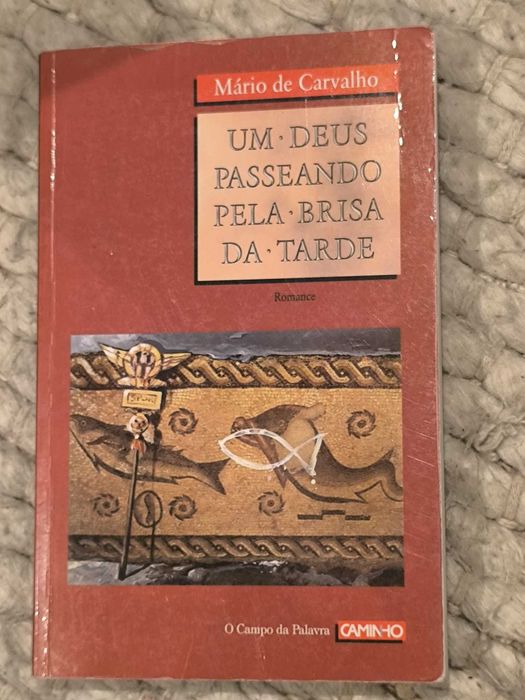 Mário de Carvalho
UM · DEUS
PASSEANDO
PELA · BRISA
DA · TARDE
Romance
O Campo da Palavra CAMINHO